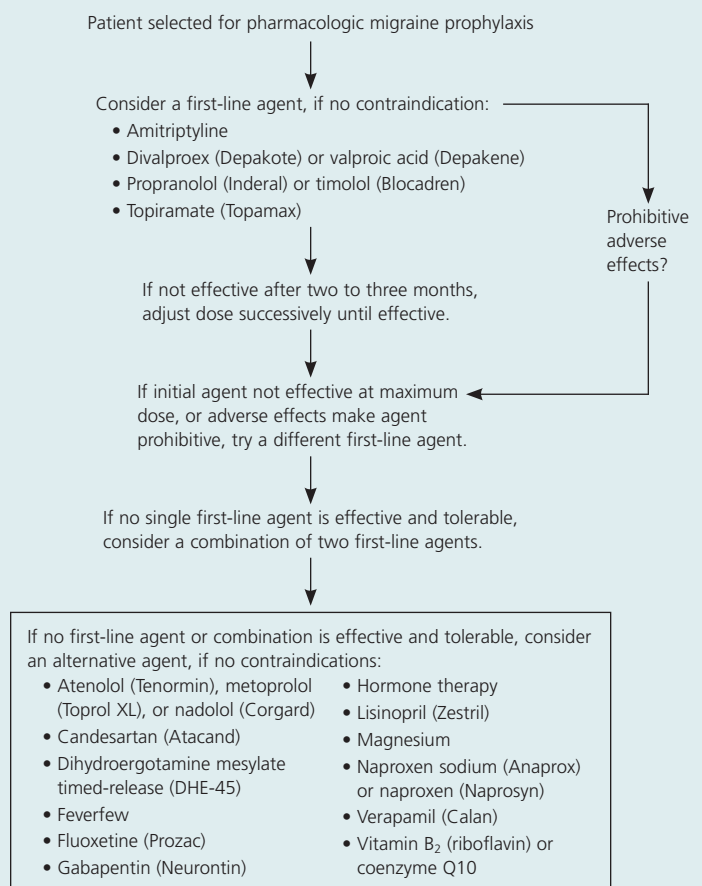 Patient selected for pharmacologic migraine prophylaxis
Consider a first-line agent, if no contraindication:
• Amitriptyline
• Divalproex (Depakote) or valproic acid (Depakene)
• Propranolol (Inderal) or timolol (Blocadren)
• Topiramate (Topamax)
Prohibitive
adverse
effects?
If not effective after two to three months,
adjust dose successively until effective.
If initial agent not effective at maximum
dose, or adverse effects make agent
prohibitive, try a different first-line agent.
If no single first-line agent is effective and tolerable,
consider a combination of two first-line agents.
If no first-line agent or combination is effective and tolerable, consider
an alternative agent, if no contraindications:
• Atenolol (Tenormin), metoprolol
(Toprol XL), or nadolol (Corgard)
• Candesartan (Atacand)
• Dihydroergotamine mesylate
timed-release (DHE-45)
• Feverfew
• Fluoxetine (Prozac)
• Gabapentin (Neurontin)
• Hormone therapy
• Lisinopril (Zestril)
• Magnesium
• Naproxen sodium (Anaprox)
or naproxen (Naprosyn)
• Verapamil (Calan)
• Vitamin B₂ (riboflavin) or
coenzyme Q10